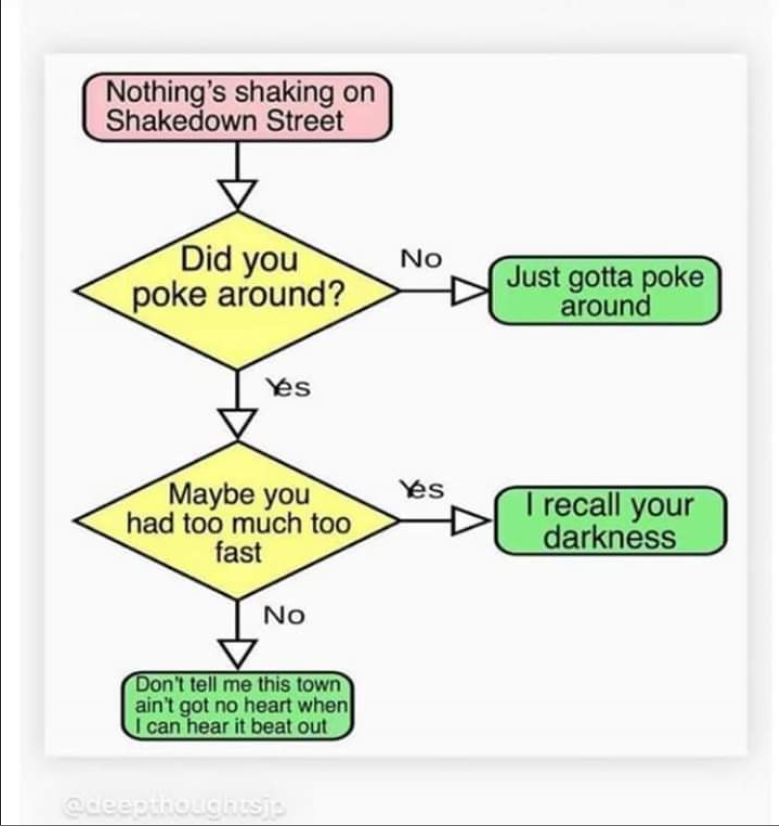 Nothing's shaking on
Shakedown Street
Did you
poke around?
No
Just gotta poke
around
Yes
Maybe you
had too much too
fast
Yes
I recall your
darkness
No
Don't tell me this town
ain't got no heart when
I can hear it beat out
@deepthoughtsjp